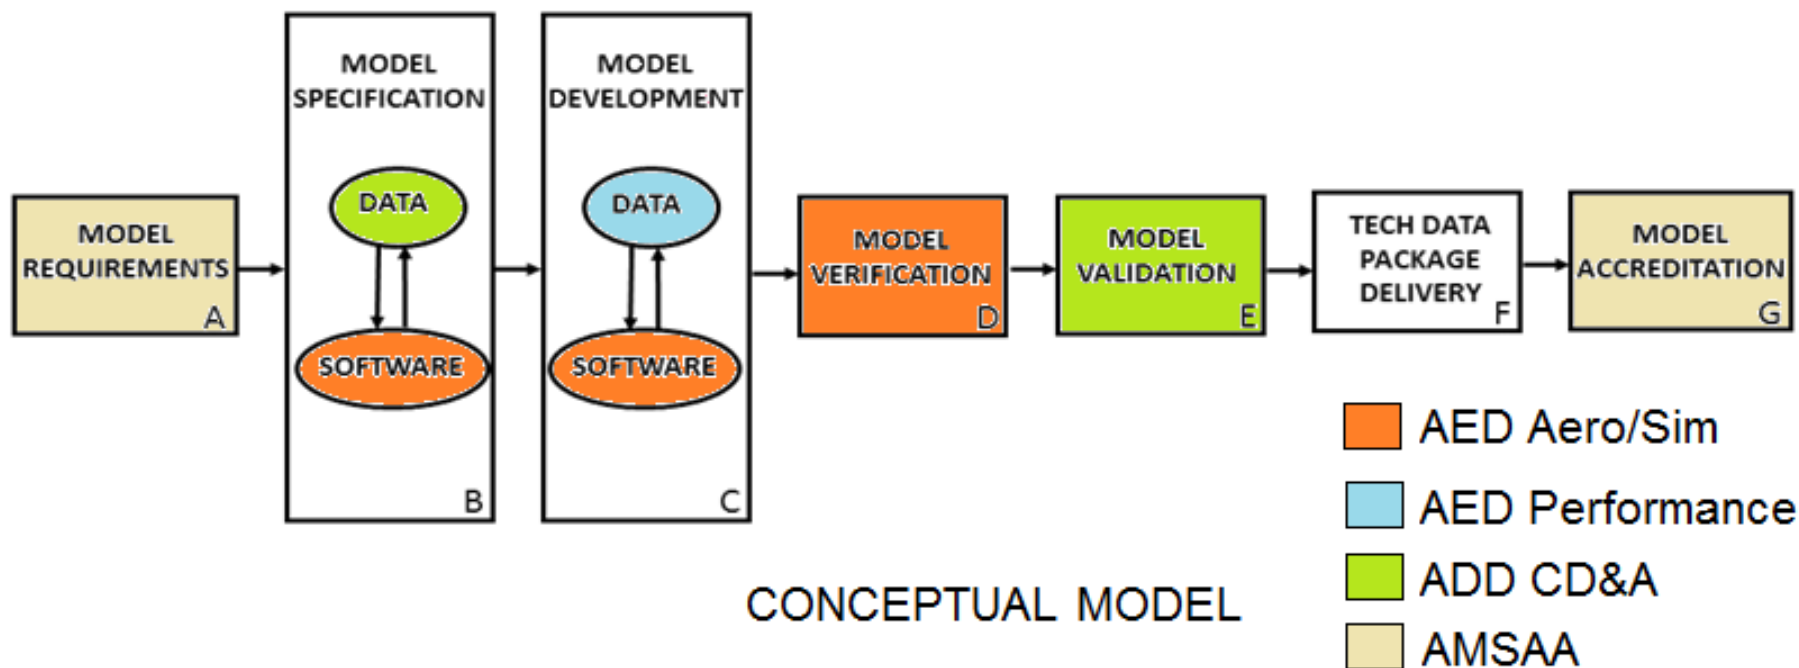 MODEL
REQUIREMENTS
A
MODEL
SPECIFICATION
DATA
SOFTWARE
B
MODEL
DEVELOPMENT
DATA
SOFTWARE
C
MODEL
VERIFICATION
D
MODEL
VALIDATION
E
TECH DATA
PACKAGE
DELIVERY
F
MODEL
ACCREDITATION
G
AED Aero/Sim
AED Performance
ADD CD&A
AMSAA
CONCEPTUAL MODEL